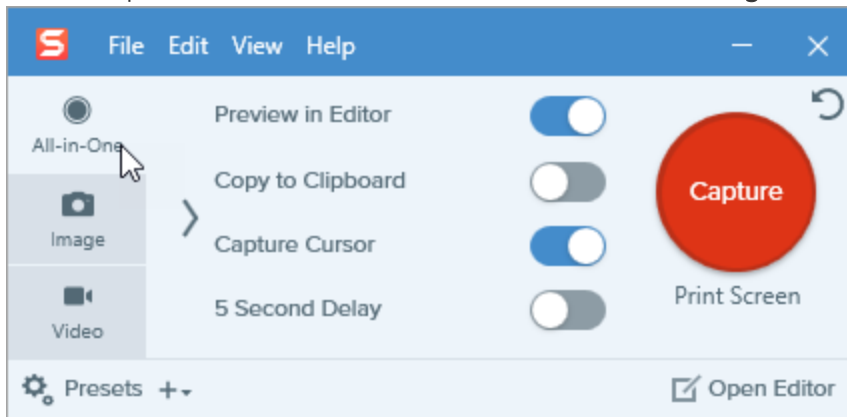 S File Edit View Help
Preview in Editor
All-in-One
Copy to Clipboard
Capture
Image
Capture Cursor
Print Screen
5 Second Delay
Video
Presets
Open Editor